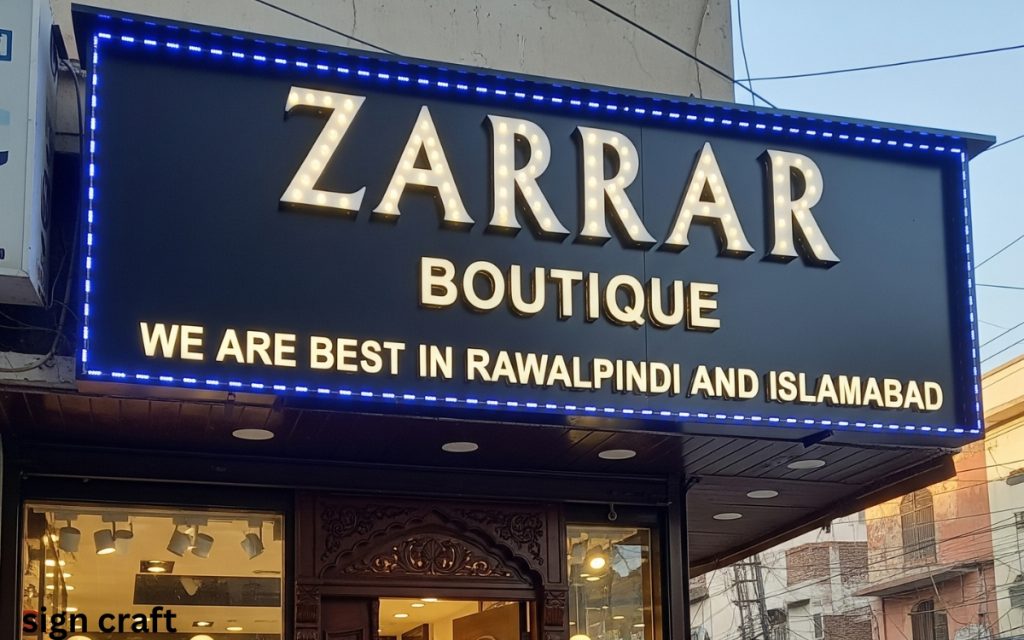 ZARRAR
BOUTIQUE
WE ARE BEST IN RAWALPINDI AND ISLAMABAD
sign craft